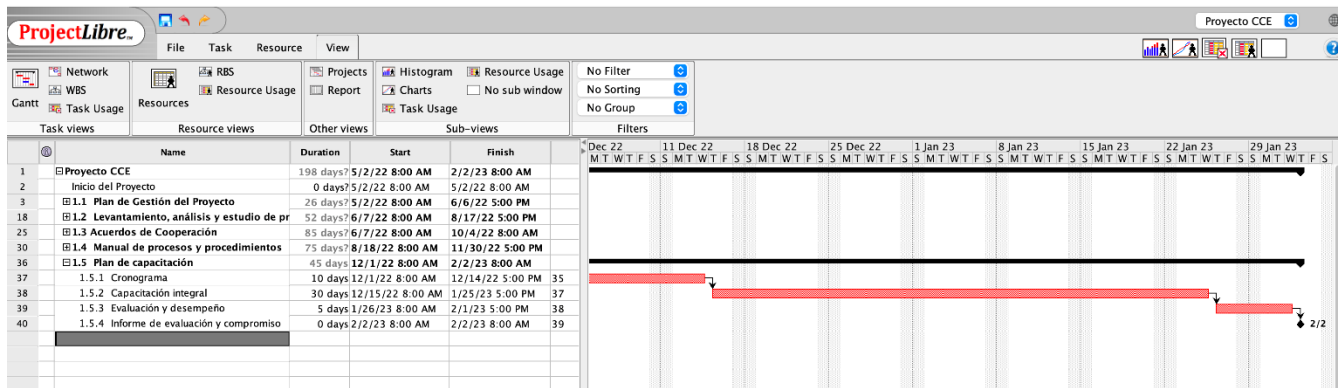 ProjectLibre™
Proyecto CCE
File Task Resource View
Network RBS Projects Histogram Resource Usage No Filter
WBS Resource Usage Report Charts No sub window No Sorting
Gantt Task Usage Resources Task Usage No Group
Task views Resource views Other views Sub-views Filters
Dec 22 11 Dec 22 18 Dec 22 25 Dec 22 1 Jan 23 8 Jan 23 15 Jan 23 22 Jan 23 29 Jan 23
Name Duration Start Finish M T W T F S S M T W T F S S M T W T F S S M T W T F S S M T W T F S S M T W T F S S M T W T F S S M T W T F S S M T W T F S
1 Proyecto CCE 198 days? 5/2/22 8:00 AM 2/2/23 8:00 AM
2 Inicio del Proyecto 0 days? 5/2/22 8:00 AM 5/2/22 8:00 AM
3 1.1 Plan de Gestión del Proyecto 26 days? 5/2/22 8:00 AM 6/6/22 5:00 PM
18 1.2 Levantamiento, análisis y estudio de pr 52 days? 6/7/22 8:00 AM 8/17/22 5:00 PM
25 1.3 Acuerdos de Cooperación 85 days? 6/7/22 8:00 AM 10/4/22 8:00 AM
30 1.4 Manual de procesos y procedimientos 75 days? 8/18/22 8:00 AM 11/30/22 5:00 PM
36 1.5 Plan de capacitación 45 days 12/1/22 8:00 AM 2/2/23 8:00 AM
37 1.5.1 Cronograma 10 days 12/1/22 8:00 AM 12/14/22 5:00 PM 35
38 1.5.2 Capacitación integral 30 days 12/15/22 8:00 AM 1/25/23 5:00 PM 37
39 1.5.3 Evaluación y desempeño 5 days 1/26/23 8:00 AM 2/1/23 5:00 PM 38
40 1.5.4 Informe de evaluación y compromiso 0 days 2/2/23 8:00 AM 2/2/23 8:00 AM 39 2/2